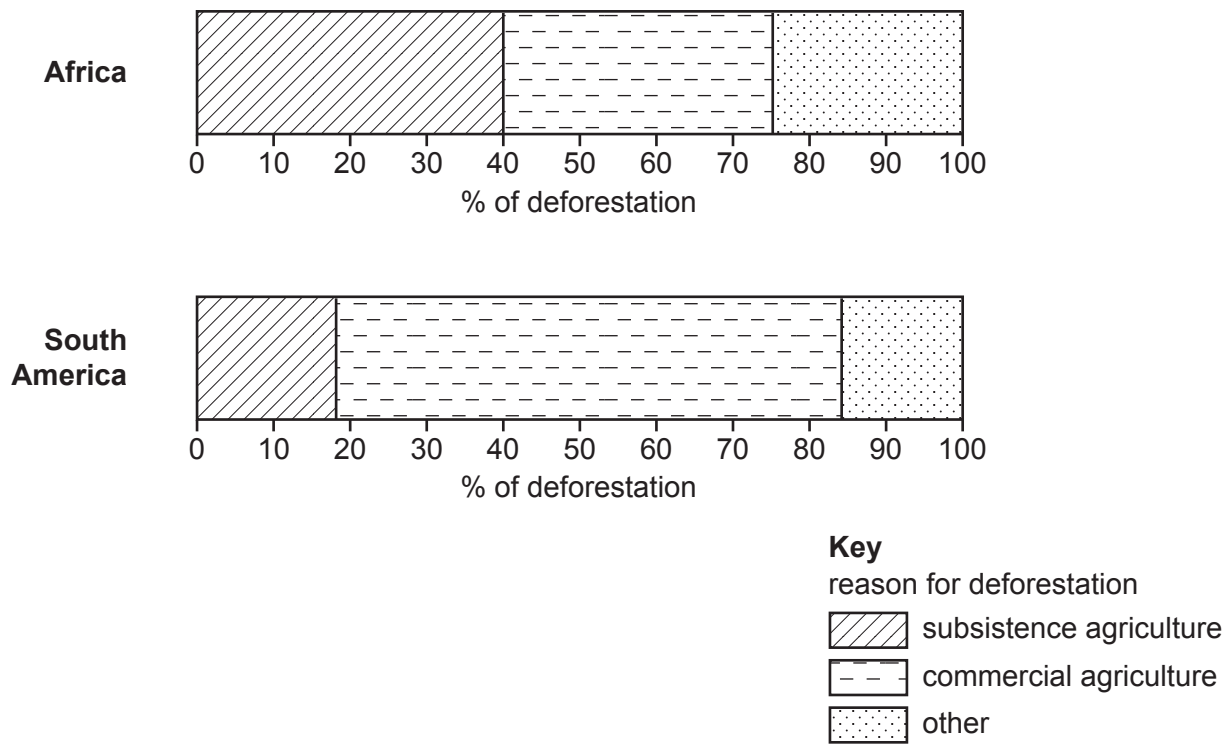 Africa
0 10 20 30 40 50 60 70 80 90 100
% of deforestation
South
America
0 10 20 30 40 50 60 70 80 90 100
% of deforestation
Key
reason for deforestation
subsistence agriculture
commercial agriculture
other